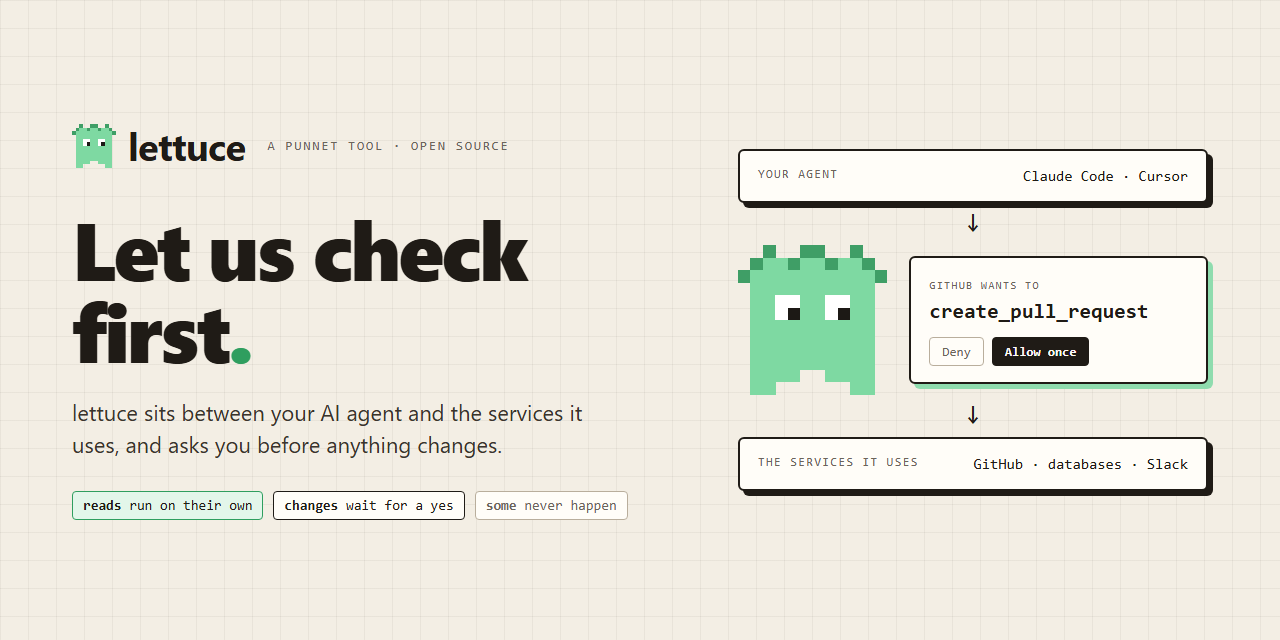 lettuce
A PUNNET TOOL · OPEN SOURCE
Let us check
first.
lettuce sits between your AI agent and the services it
uses, and asks you before anything changes.
reads run on their own
changes wait for a yes
some never happen
YOUR AGENT
Claude Code · Cursor
↓
GITHUB WANTS TO
create_pull_request
Deny
Allow once
↓
THE SERVICES IT USES
GitHub · databases · Slack